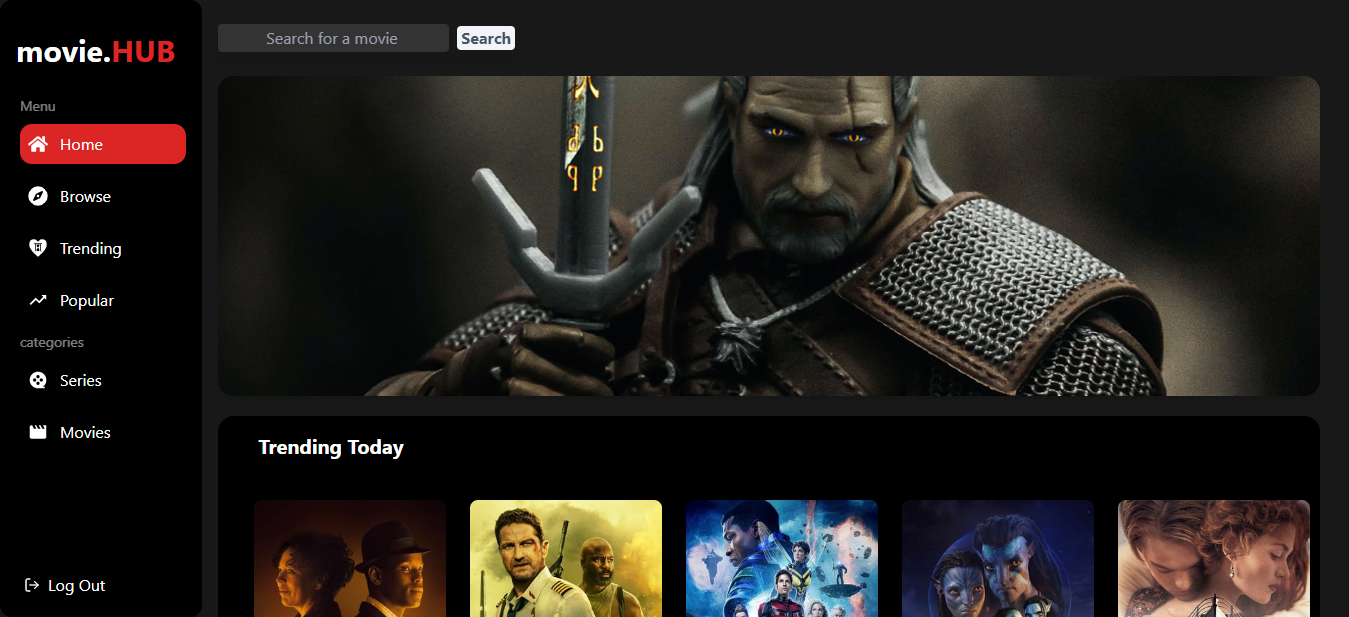 movie.HUB
Menu
Home
Browse
Trending
Popular
categories
Series
Movies
Log Out
Search for a movie
Search
Trending Today